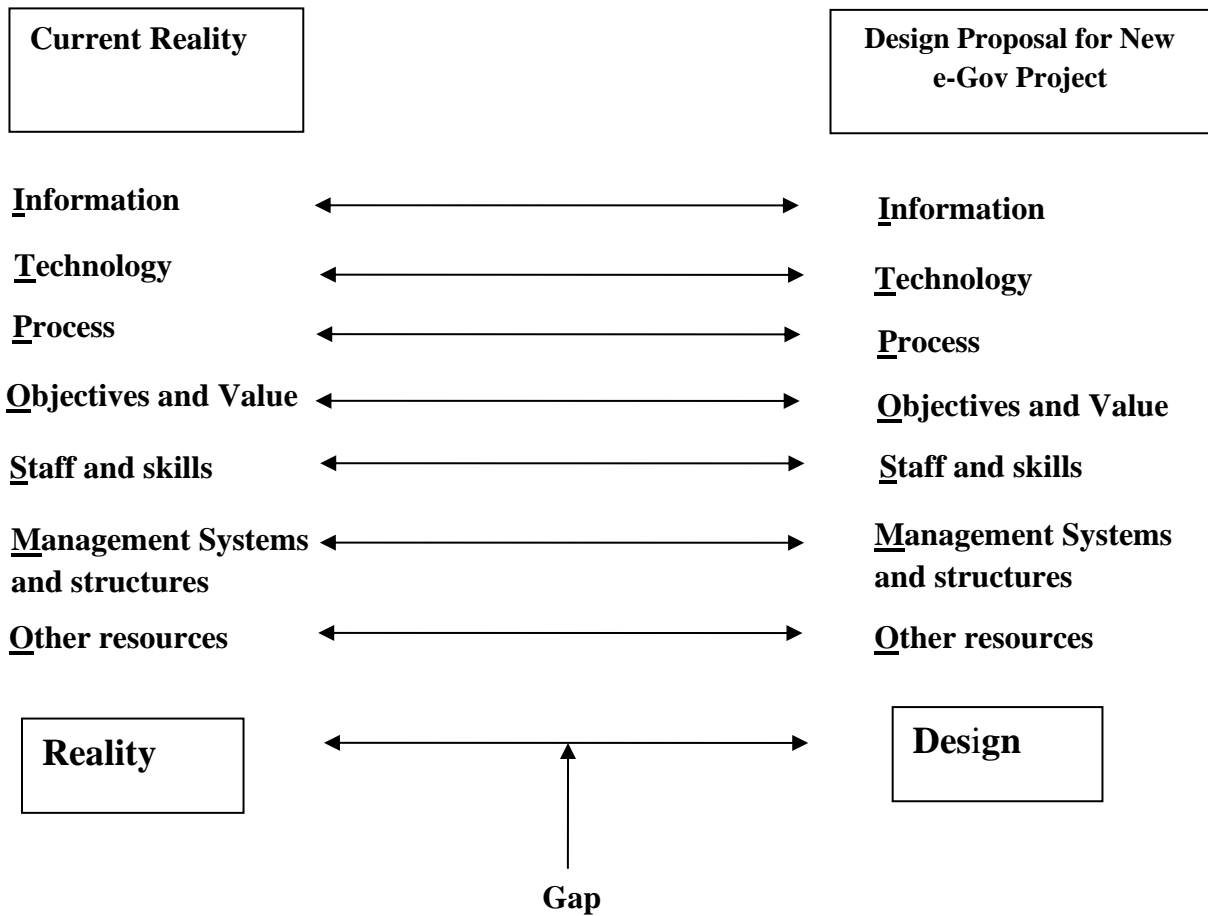 Current Reality
Design Proposal for New
e-Gov Project
Information
Information
Technology
Technology
Process
Process
Objectives and Value
Objectives and Value
Staff and skills
Staff and skills
Management Systems
and structures
Management Systems
and structures
Other resources
Other resources
Reality
Design
Gap